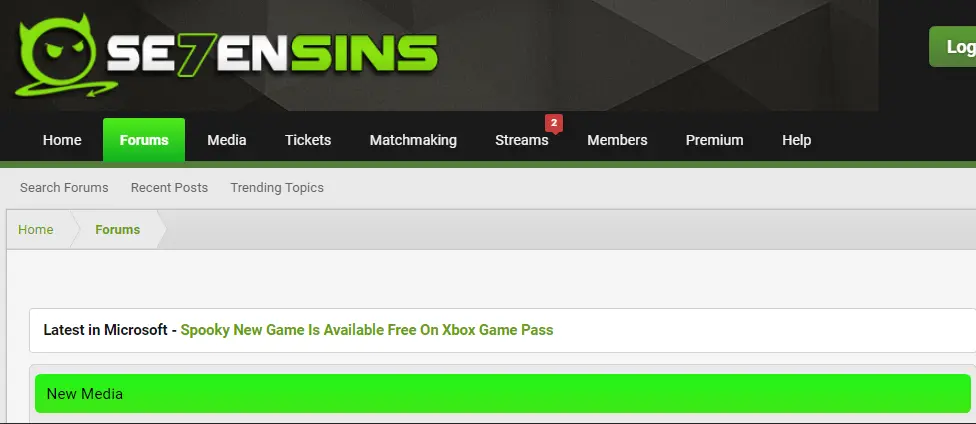 SE7ENSINS
Log
Home Forums Media Tickets Matchmaking Streams 2 Members Premium Help
Search Forums Recent Posts Trending Topics
Home Forums
Latest in Microsoft - Spooky New Game Is Available Free On Xbox Game Pass
New Media